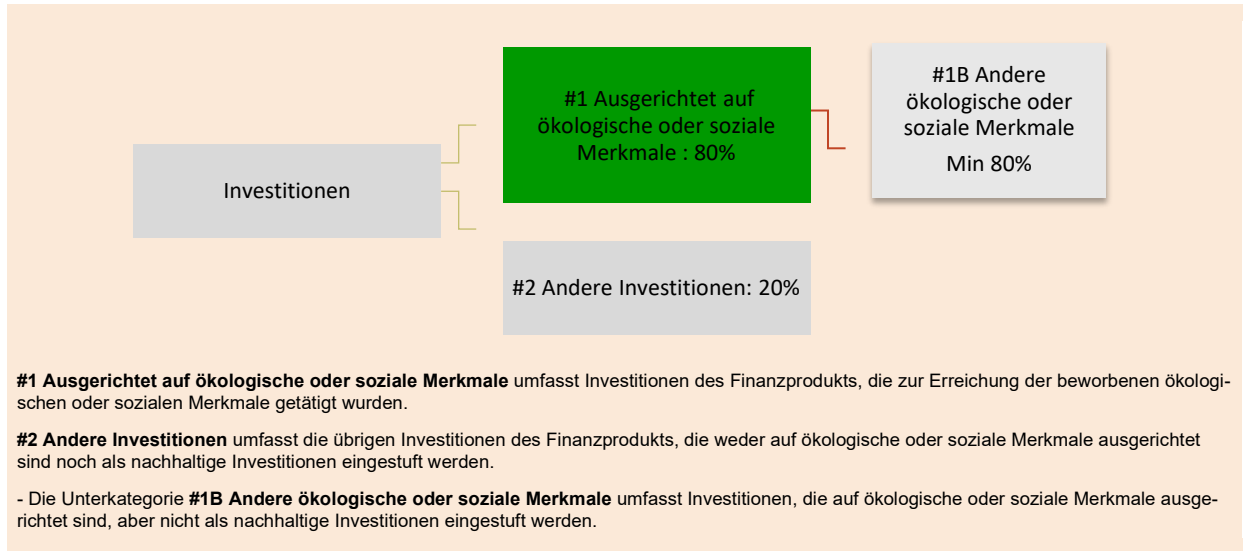 #1 Ausgerichtet auf
ökologische oder soziale
Merkmale : 80%
#1B Andere
ökologische oder
soziale Merkmale
Min 80%
Investitionen
#2 Andere Investitionen: 20%
#1 Ausgerichtet auf ökologische oder soziale Merkmale umfasst Investitionen des Finanzprodukts, die zur Erreichung der beworbenen ökologi-
schen oder sozialen Merkmale getätigt wurden.
#2 Andere Investitionen umfasst die übrigen Investitionen des Finanzprodukts, die weder auf ökologische oder soziale Merkmale ausgerichtet
sind noch als nachhaltige Investitionen eingestuft werden.
- Die Unterkategorie #1B Andere ökologische oder soziale Merkmale umfasst Investitionen, die auf ökologische oder soziale Merkmale ausge-
richtet sind, aber nicht als nachhaltige Investitionen eingestuft werden.